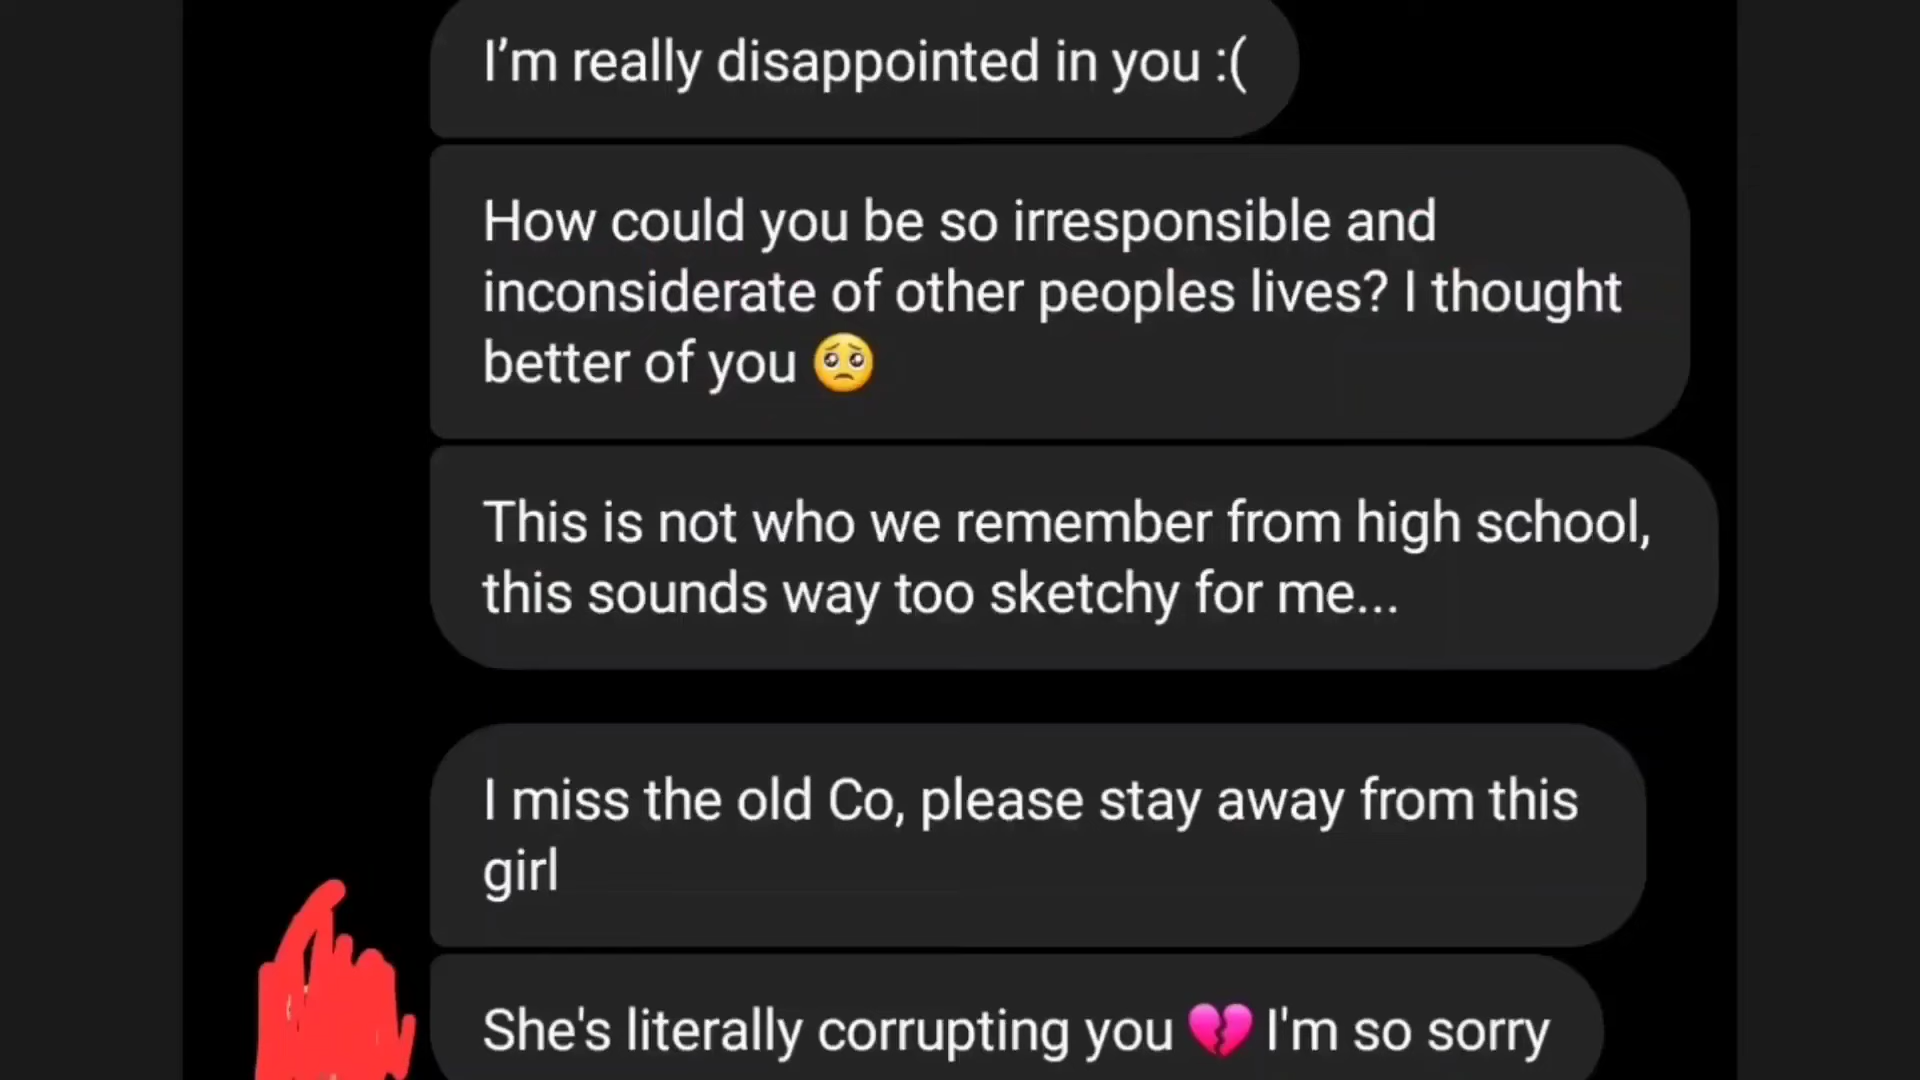 I’m really disappointed in you :(
How could you be so irresponsible and
inconsiderate of other peoples lives? I thought
better of you 🥺
This is not who we remember from high school,
this sounds way too sketchy for me...
I miss the old Co, please stay away from this
girl
She's literally corrupting you 💔 I'm so sorry